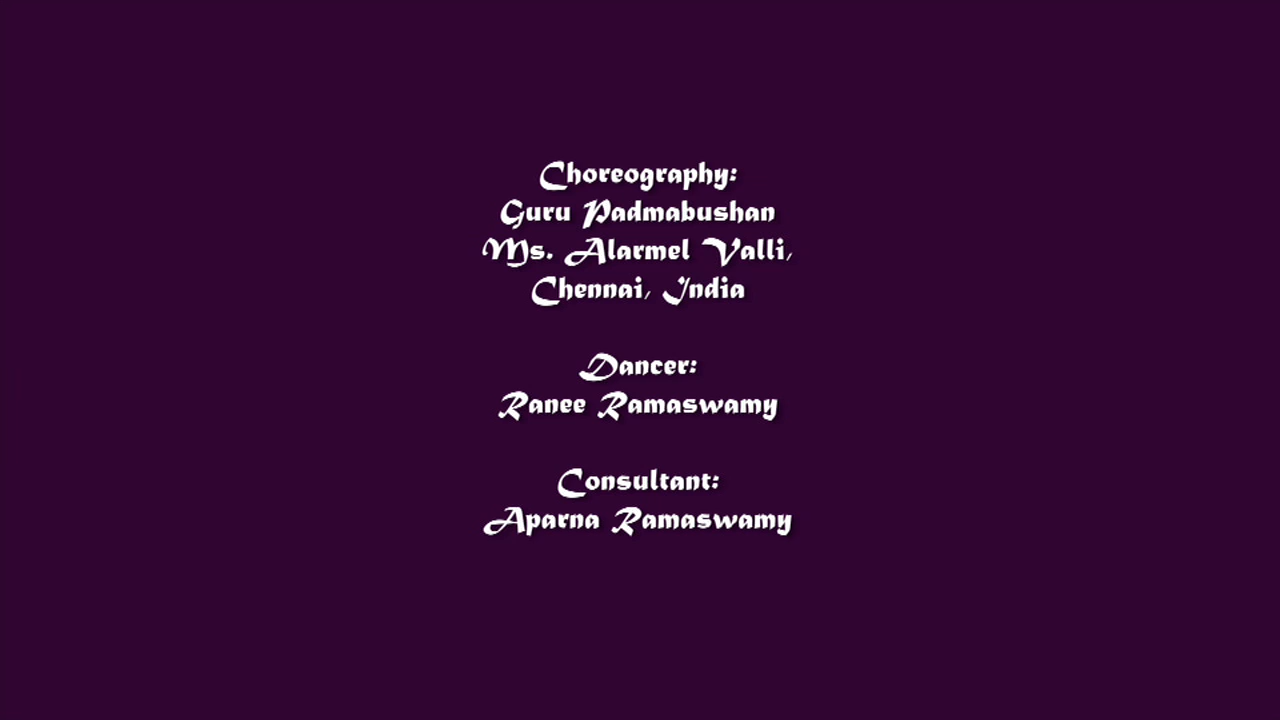 Choreography:
Guru Padmabushan
Ms. Alarmel Valli,
Chennai, India
Dancer:
Ranee Ramaswamy
Consultant:
Aparna Ramaswamy